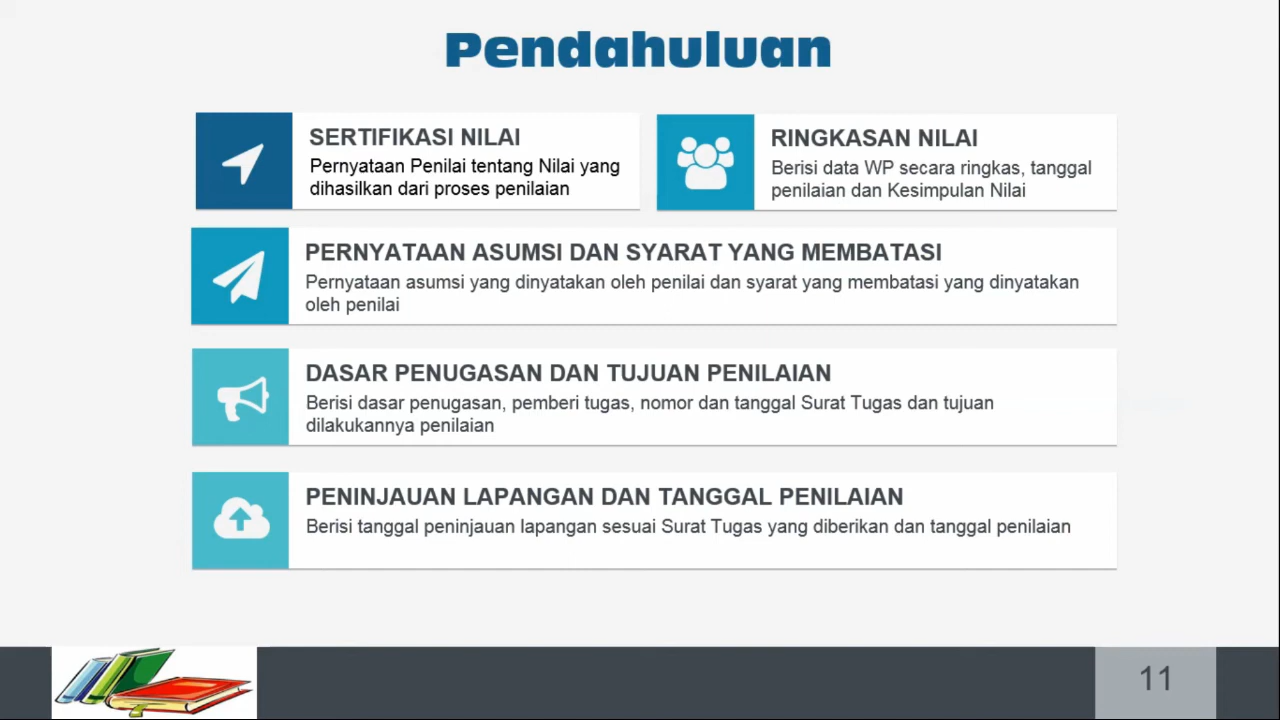 Pendahuluan
SERTIFIKASI NILAI
Pernyataan Penilai tentang Nilai yang
dihasilkan dari proses penilaian
RINGKASAN NILAI
Berisi data WP secara ringkas, tanggal
penilaian dan Kesimpulan Nilai
PERNYATAAN ASUMSI DAN SYARAT YANG MEMBATASI
Pernyataan asumsi yang dinyatakan oleh penilai dan syarat yang membatasi yang dinyatakan
oleh penilai
DASAR PENUGASAN DAN TUJUAN PENILAIAN
Berisi dasar penugasan, pemberi tugas, nomor dan tanggal Surat Tugas dan tujuan
dilakukannya penilaian
PENINJAUAN LAPANGAN DAN TANGGAL PENILAIAN
Berisi tanggal peninjauan lapangan sesuai Surat Tugas yang diberikan dan tanggal penilaian
11